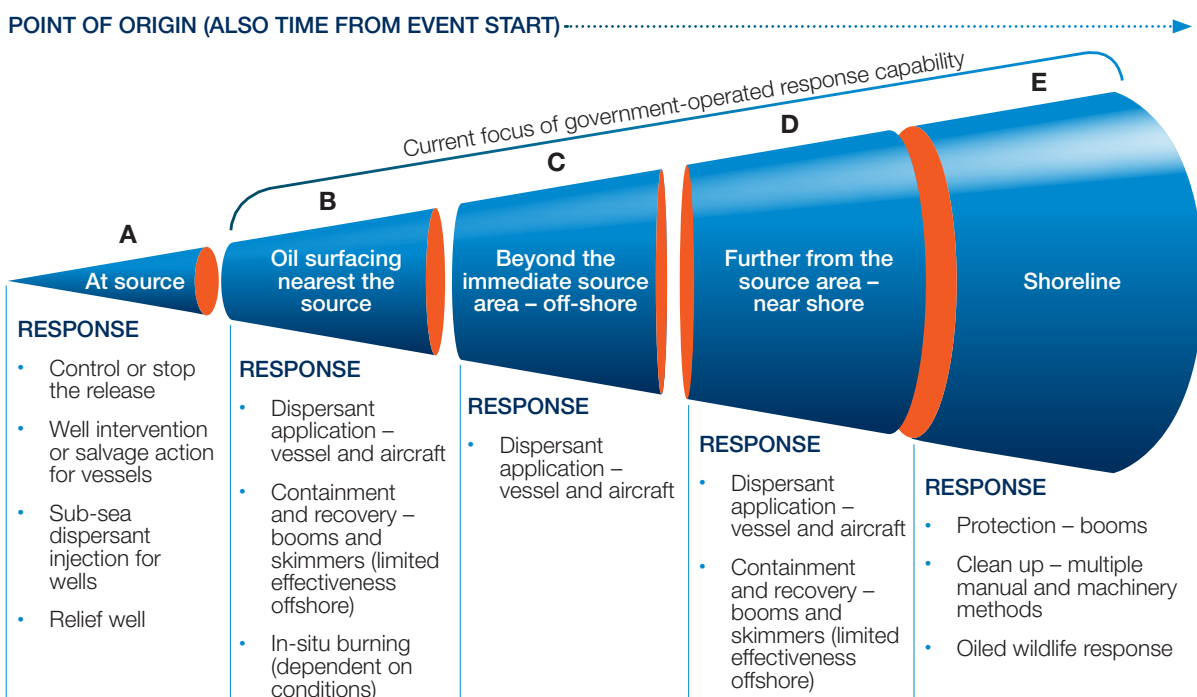 POINT OF ORIGIN (ALSO TIME FROM EVENT START)
Current focus of government-operated response capability
A
At source
RESPONSE
• Control or stop
the release
• Well intervention
or salvage action
for vessels
• Sub-sea
dispersant
injection for
wells
• Relief well
B
Oil surfacing
nearest the
source
RESPONSE
• Dispersant
application –
vessel and aircraft
• Containment
and recovery –
booms and
skimmers (limited
effectiveness
offshore)
• In-situ burning
(dependent on
conditions)
C
Beyond the
immediate source
area – off-shore
RESPONSE
• Dispersant
application –
vessel and aircraft
D
Further from the
source area –
near shore
RESPONSE
• Dispersant
application –
vessel and aircraft
• Containment
and recovery –
booms and
skimmers (limited
effectiveness
offshore)
E
Shoreline
RESPONSE
• Protection – booms
• Clean up – multiple
manual and machinery
methods
• Oiled wildlife response